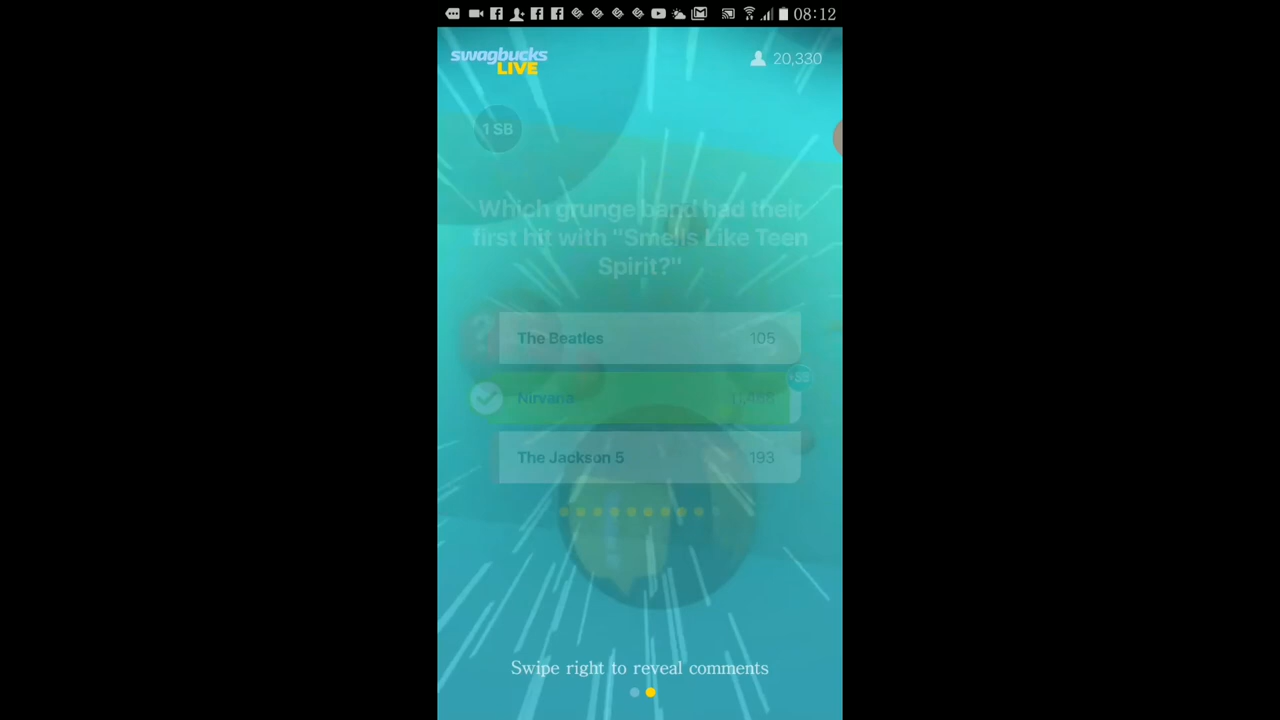 08:12
swagbucks
LIVE
20,330
1 SB
Which grunge band had their
first hit with "Smells Like Teen
Spirit?"
The Beatles 105
Nirvana
The Jackson 5 193
Swipe right to reveal comments